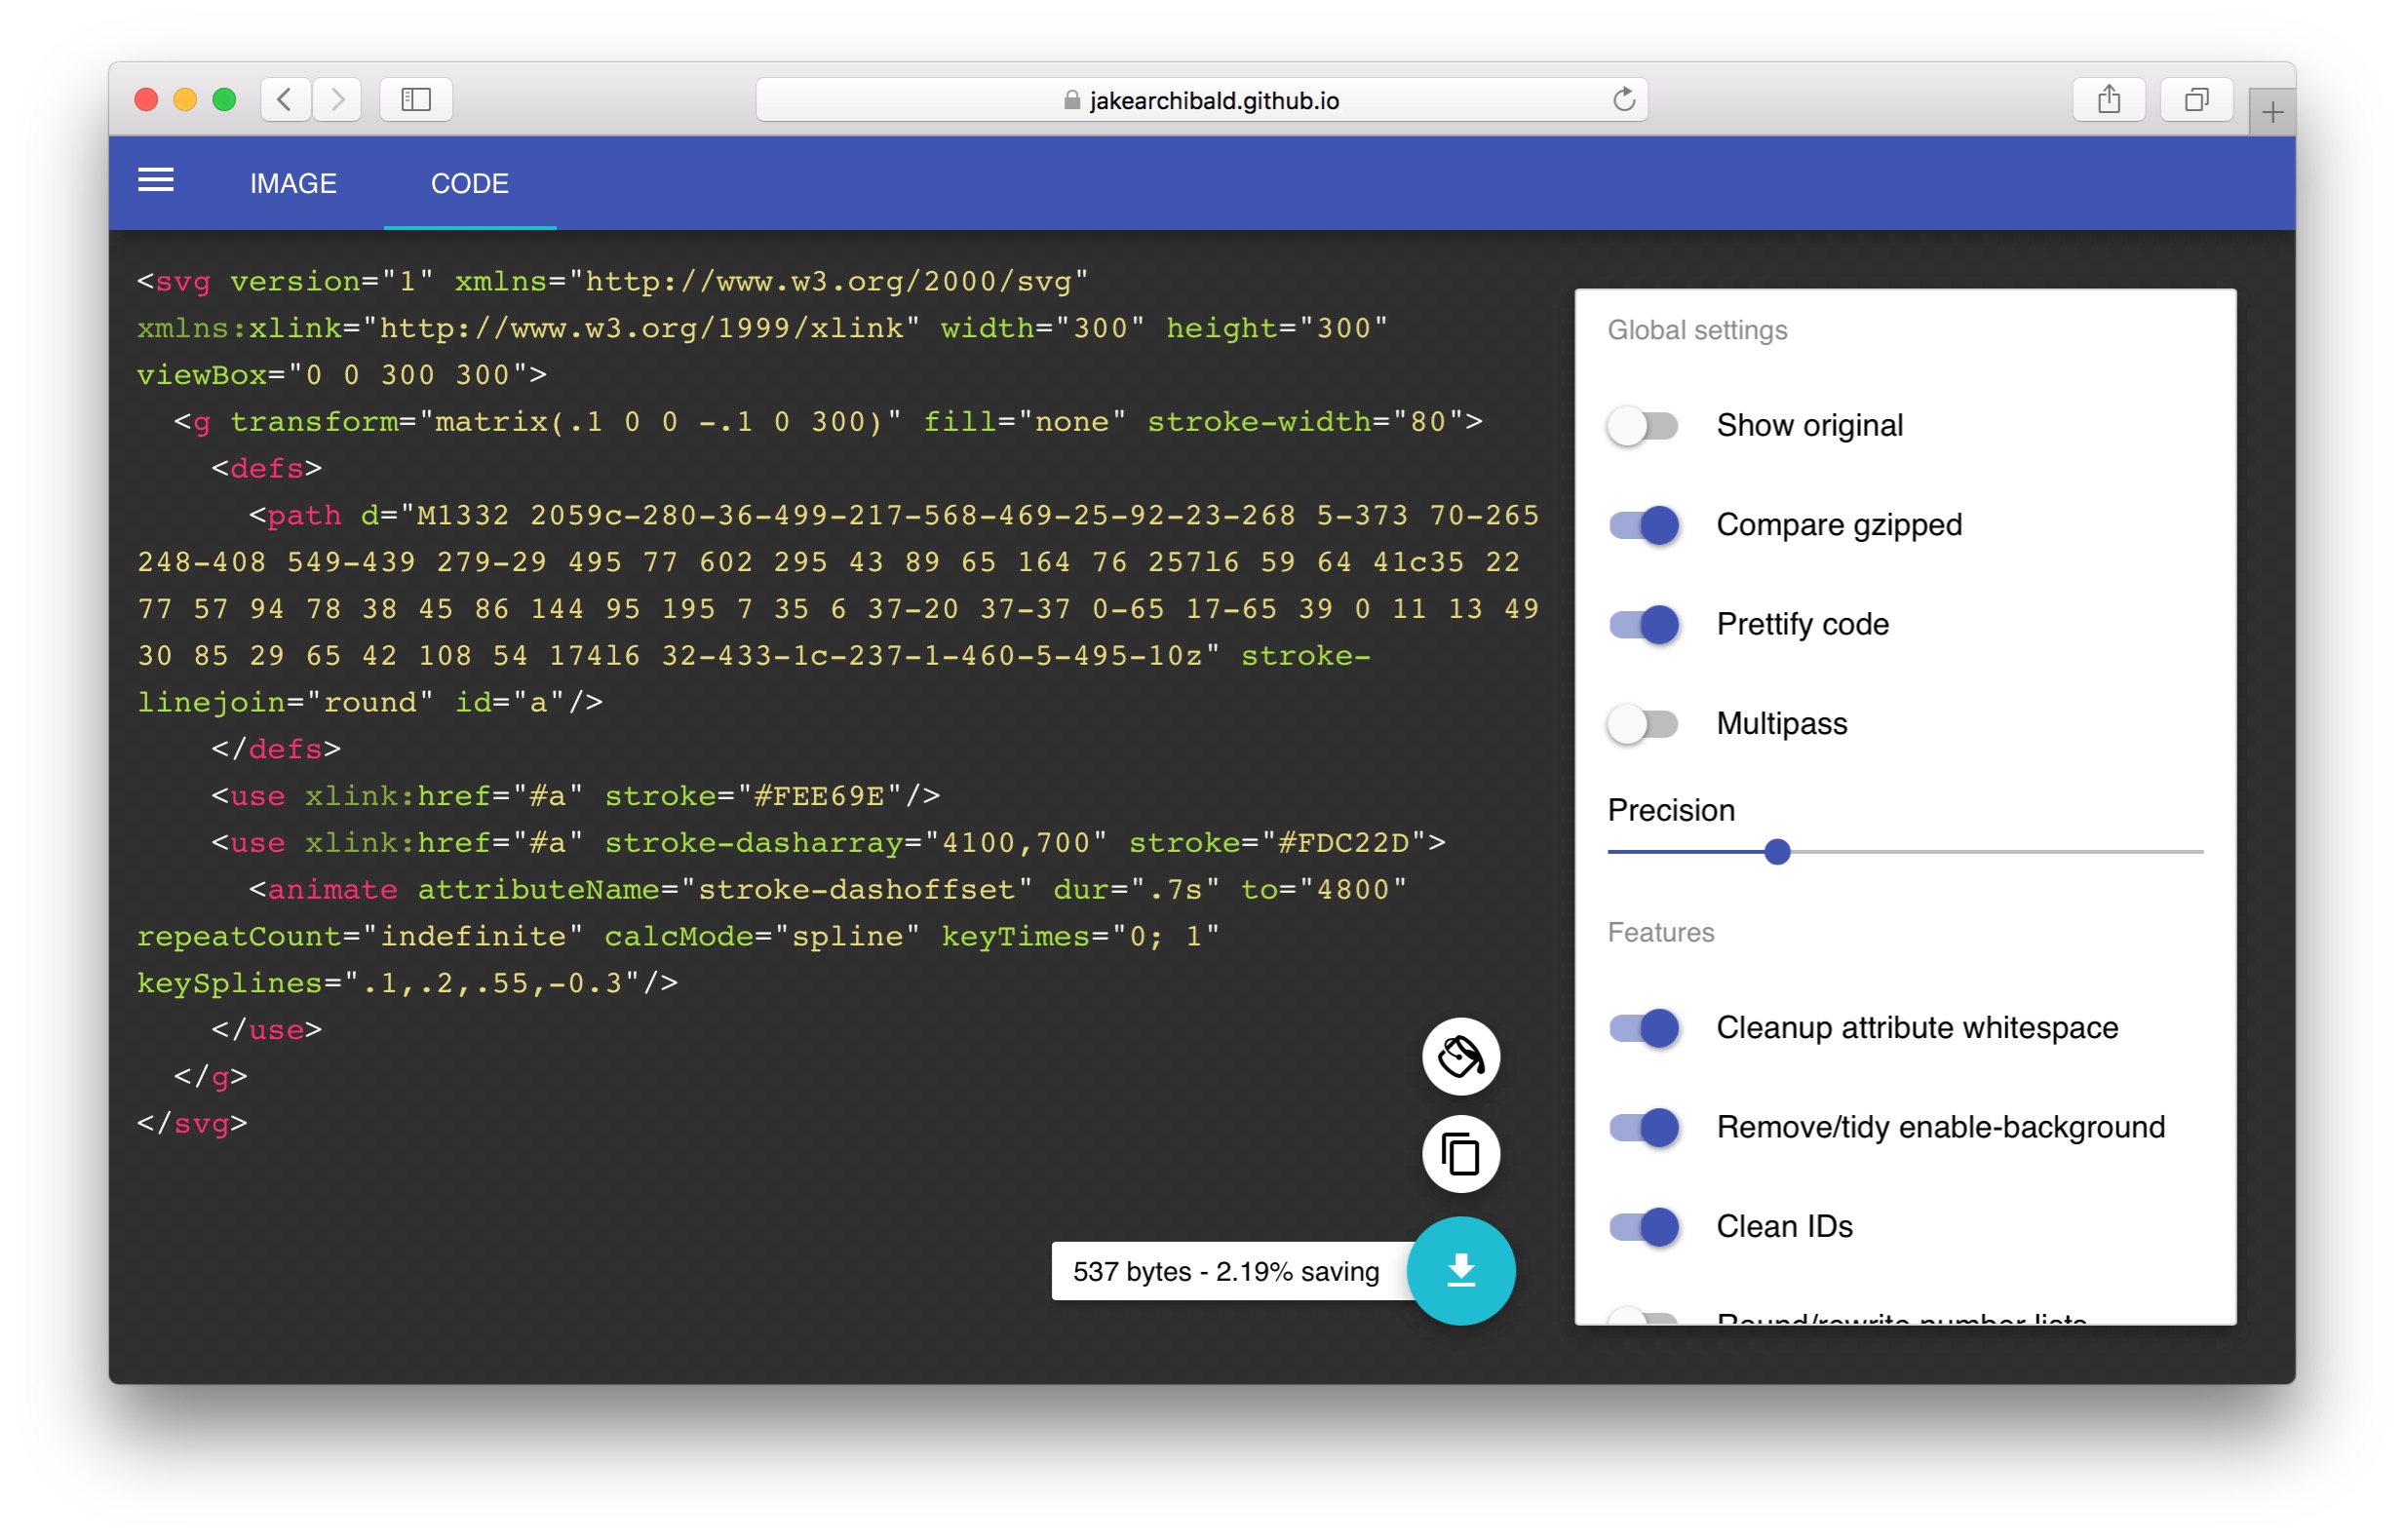 jakearchibald.github.io
IMAGE CODE
<svg version="1" xmlns="http://www.w3.org/2000/svg"
xmlns:xlink="http://www.w3.org/1999/xlink" width="300" height="300"
viewBox="0 0 300 300">
<g transform="matrix(.1 0 0 -.1 0 300)" fill="none" stroke-width="80">
<defs>
<path d="M1332 2059c-280-36-499-217-568-469-25-92-23-268 5-373 70-265
248-408 549-439 279-29 495 77 602 295 43 89 65 164 76 257l6 59 64 41c35 22
77 57 94 78 38 45 86 144 95 195 7 35 6 37-20 37-37 0-65 17-65 39 0 11 13 49
30 85 29 65 42 108 54 174l6 32-433-1c-237-1-460-5-495-10z" stroke-
linejoin="round" id="a"/>
</defs>
<use xlink:href="#a" stroke="#FEE69E"/>
<use xlink:href="#a" stroke-dasharray="4100,700" stroke="#FDC22D">
<animate attributeName="stroke-dashoffset" dur=".7s" to="4800"
repeatCount="indefinite" calcMode="spline" keyTimes="0; 1"
keySplines=".1,.2,.55,-0.3"/>
</use>
</g>
</svg>
537 bytes - 2.19% saving
Global settings
Show original
Compare gzipped
Prettify code
Multipass
Precision
Features
Cleanup attribute whitespace
Remove/tidy enable-background
Clean IDs
Round/rewrite number lists